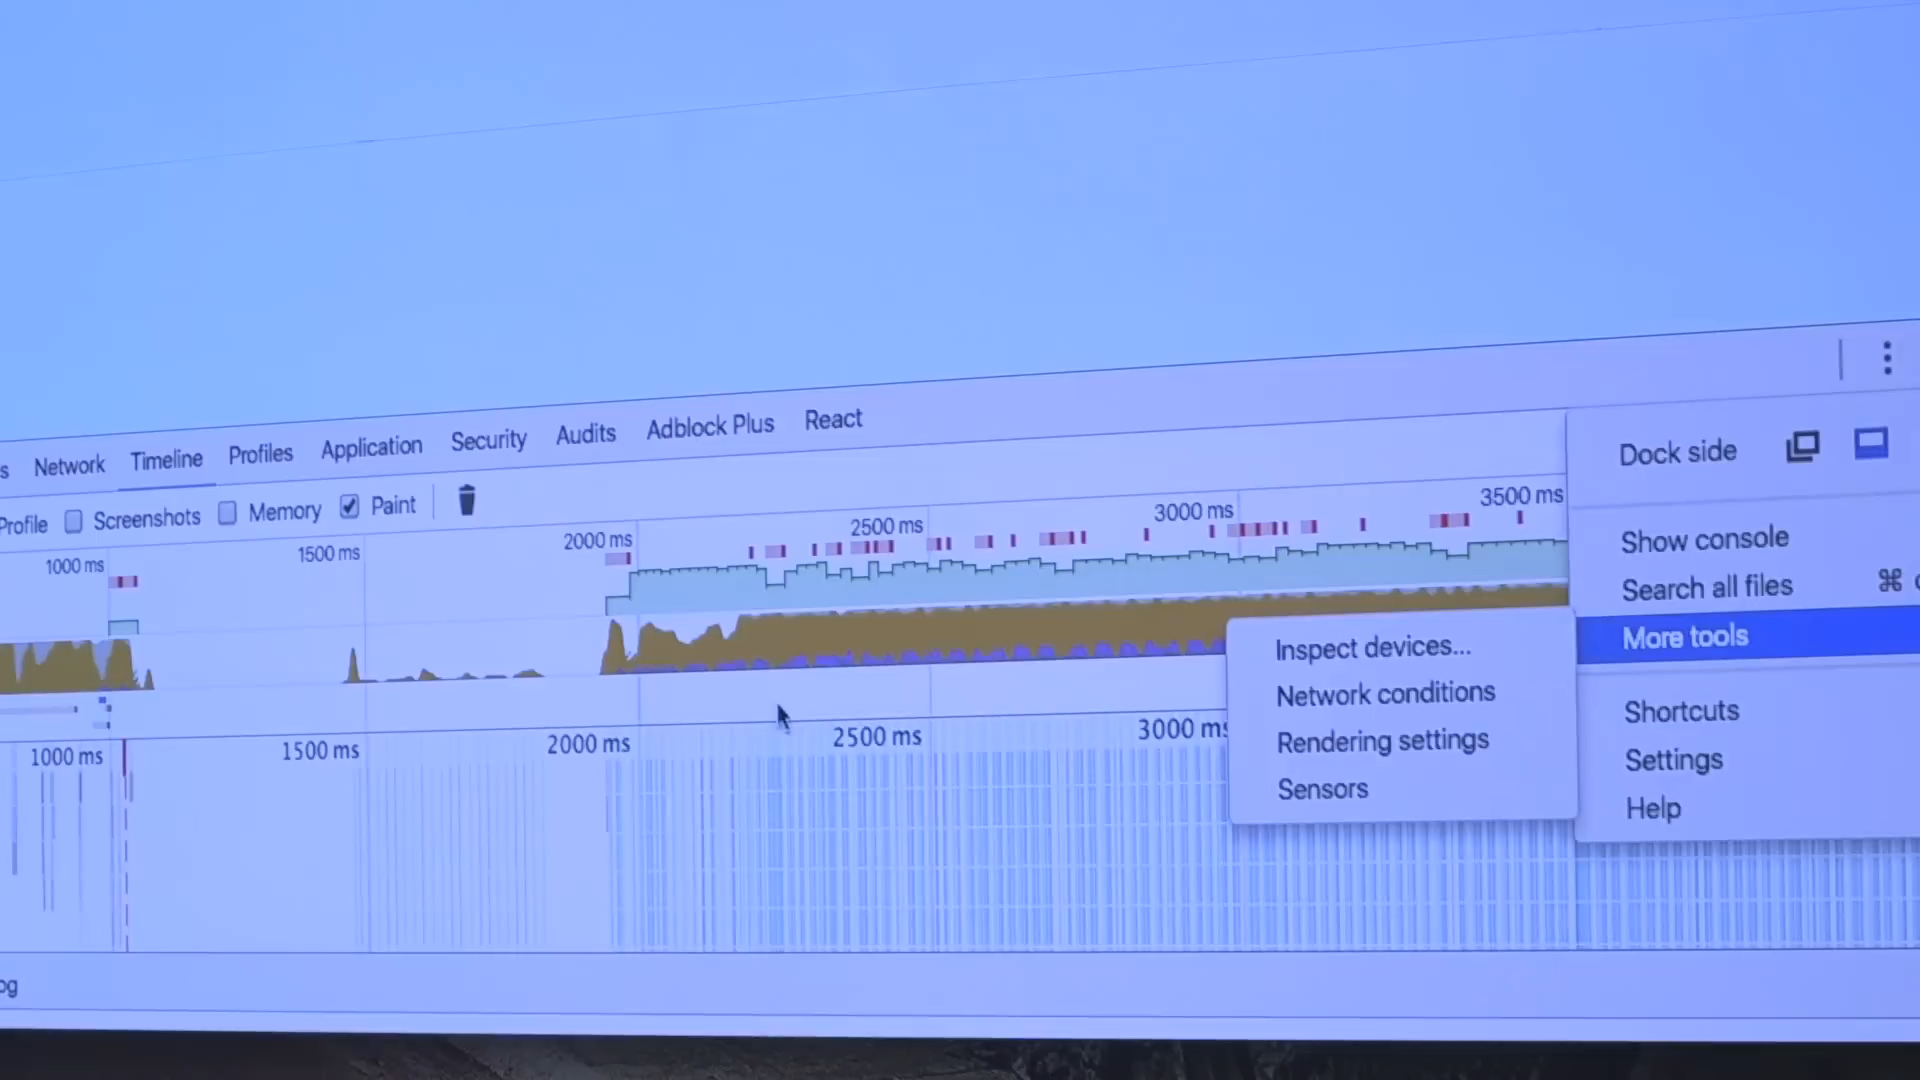 s Network Timeline Profiles Application Security Audits Adblock Plus React
Profile Screenshots Memory Paint
1000 ms 1500 ms 2000 ms 2500 ms 3000 ms 3500 ms
1000 ms 1500 ms 2000 ms 2500 ms 3000 ms
Inspect devices...
Network conditions
Rendering settings
Sensors
Dock side
Show console
Search all files ⌘
More tools
Shortcuts
Settings
Help
og